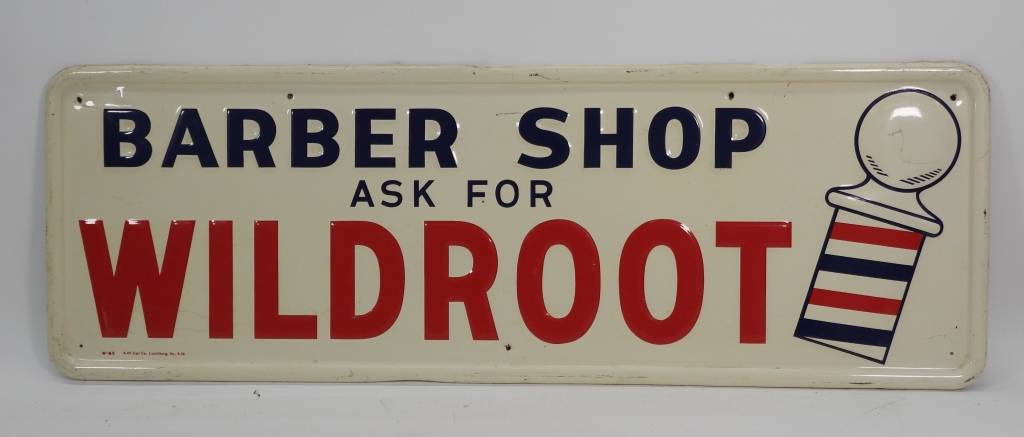 BARBER SHOP
ASK FOR
WILDROOT